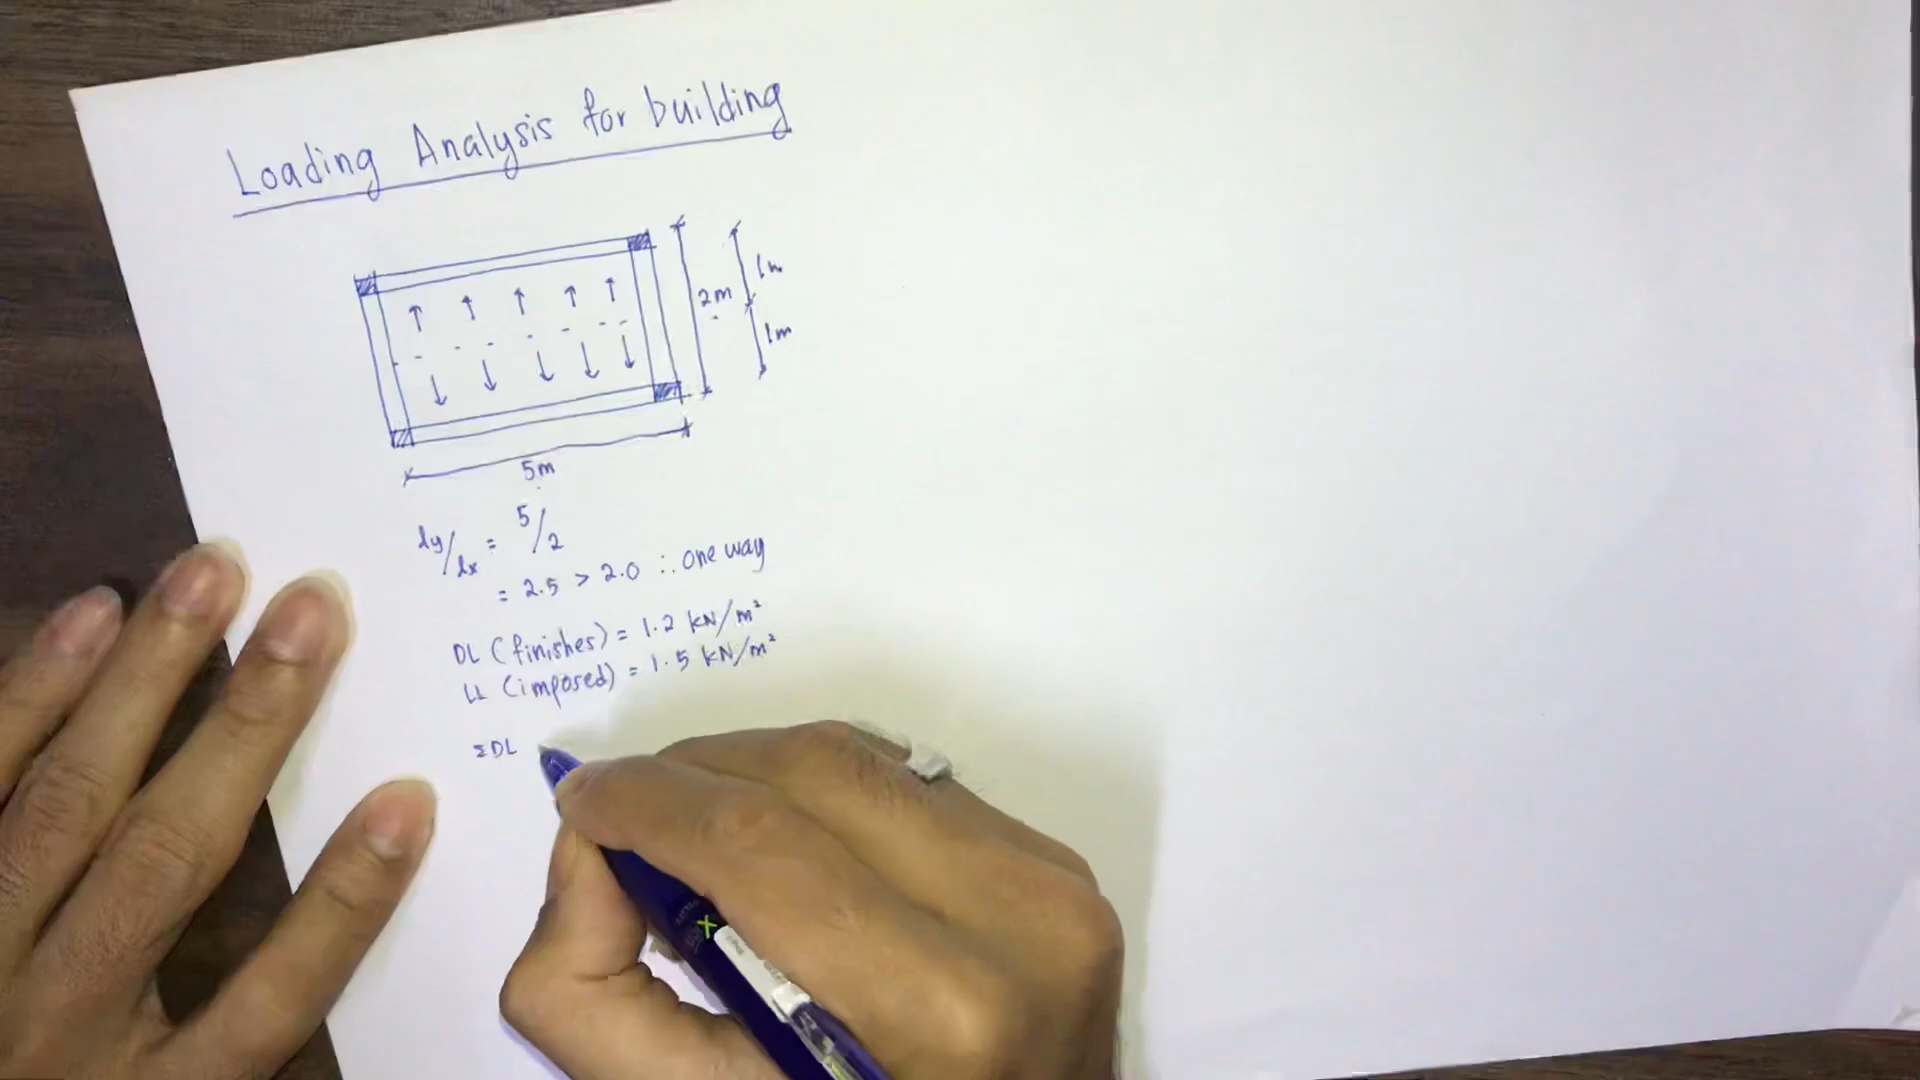 Loading Analysis for building
1m
2m
1m
5m
ly/lx = 5/2
= 2.5 > 2.0 ∴ one way
DL (finishes) = 1.2 kN/m²
LL (imposed) = 1.5 kN/m²
ΣDL